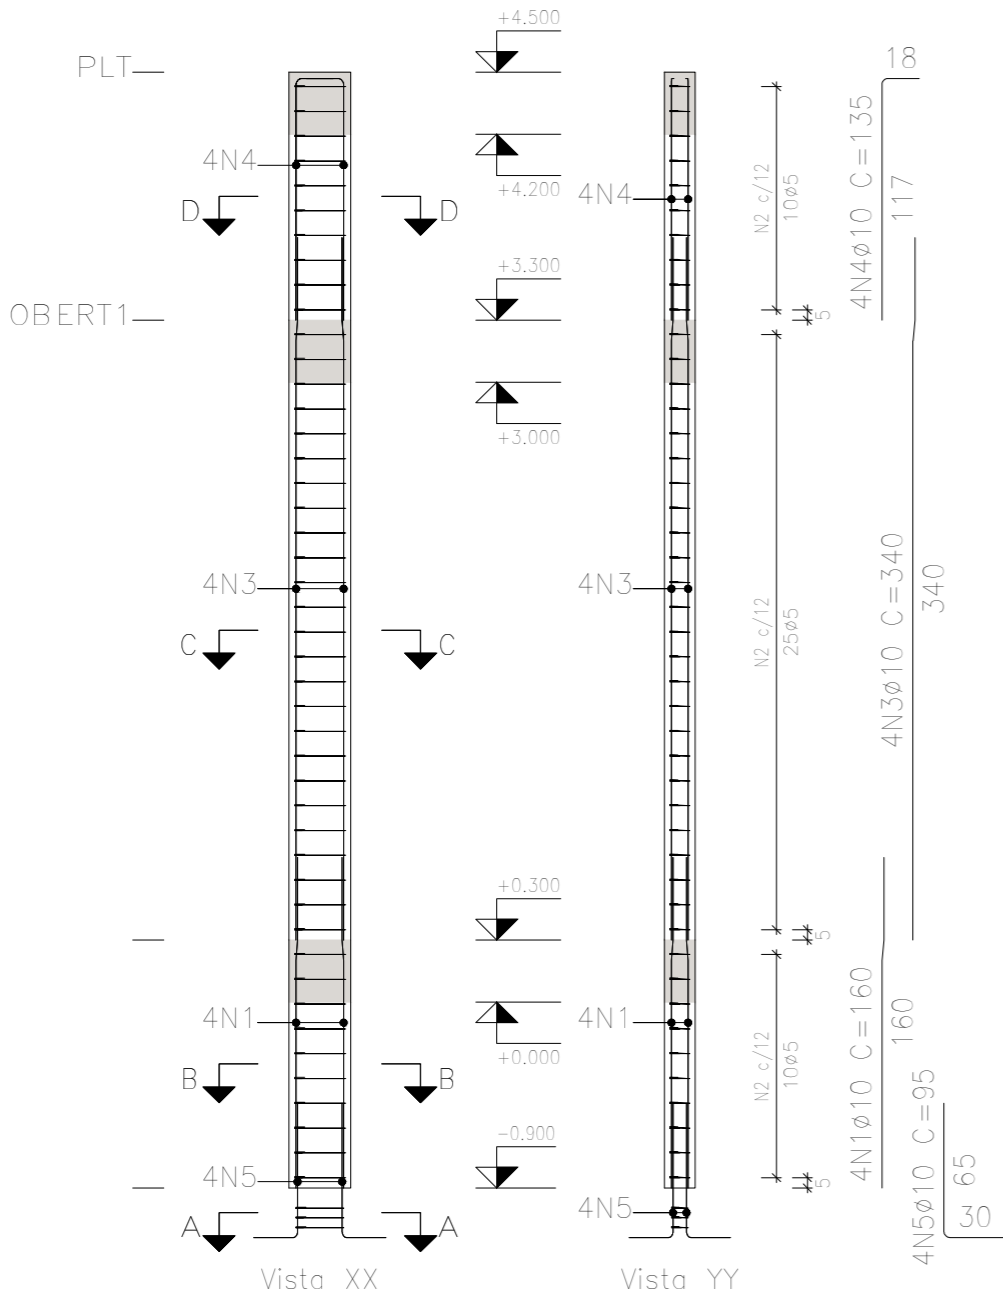 +4.500
PLT
18
4N4ø10 C=135
117
4N4
4N4
+4.200
N2 c/12
10ø5
D
D
+3.300
OBERT1
5
+3.000
4N3
4N3
N2 c/12
25ø5
4N3ø10 C=340
340
C
C
+0.300
5
4N1
4N1
+0.000
N2 c/12
10ø5
4N1ø10 C=160
160
B
B
-0.900
4N5
5
4N5
4N5ø10 C=95
65
30
A
A
Vista XX
Vista YY